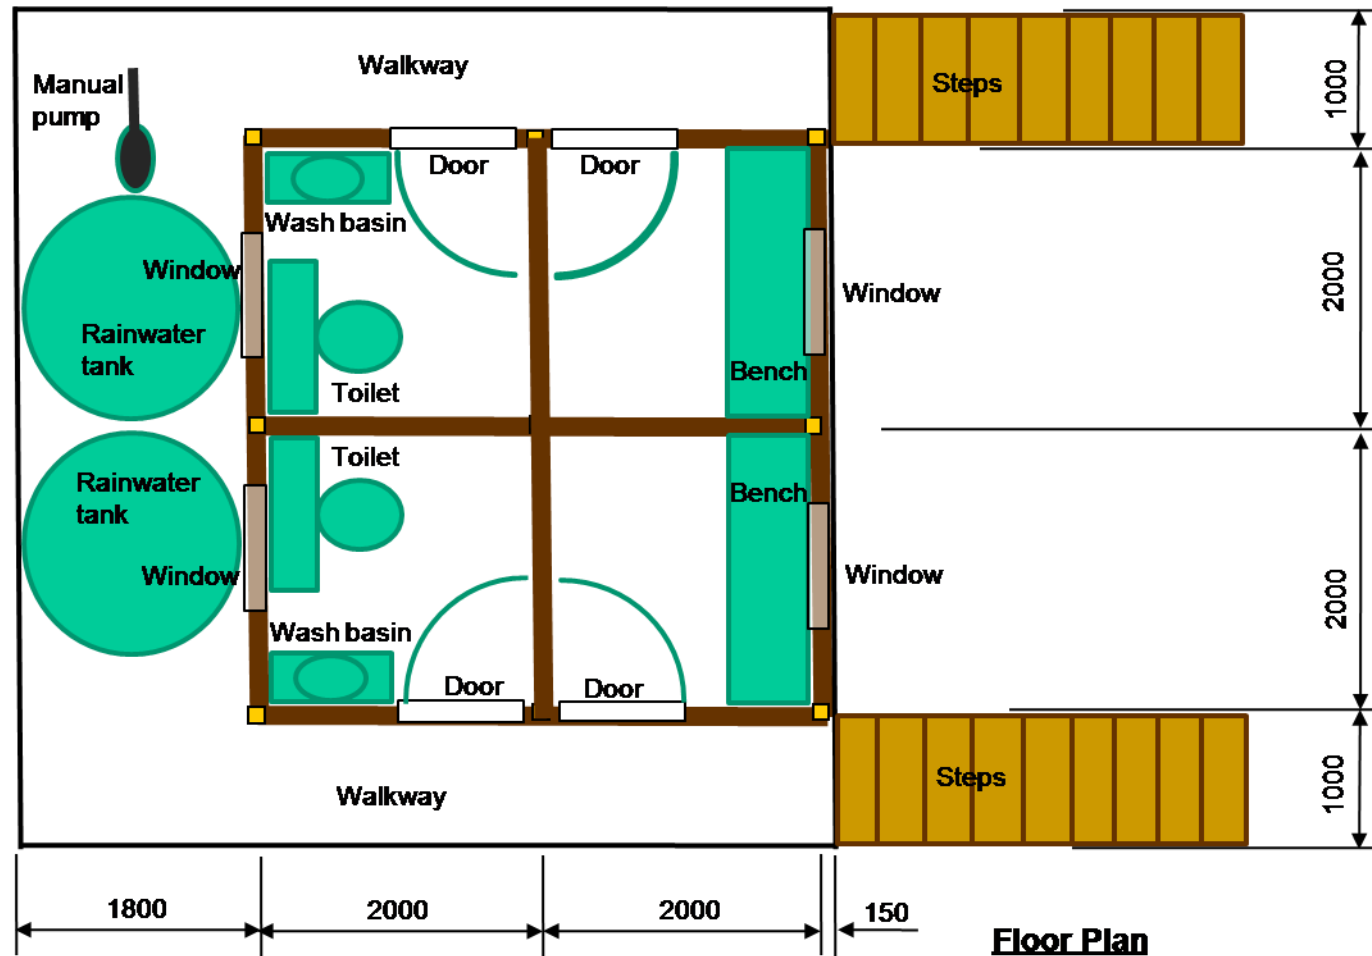 Walkway
Steps
1000
Manual
pump
Door
Door
Wash basin
Window
Window
2000
Rainwater
tank
Toilet
Bench
Toilet
Rainwater
tank
Bench
Window
Window
2000
Wash basin
Door
Door
Steps
Walkway
1000
1800
2000
2000
150
Floor Plan